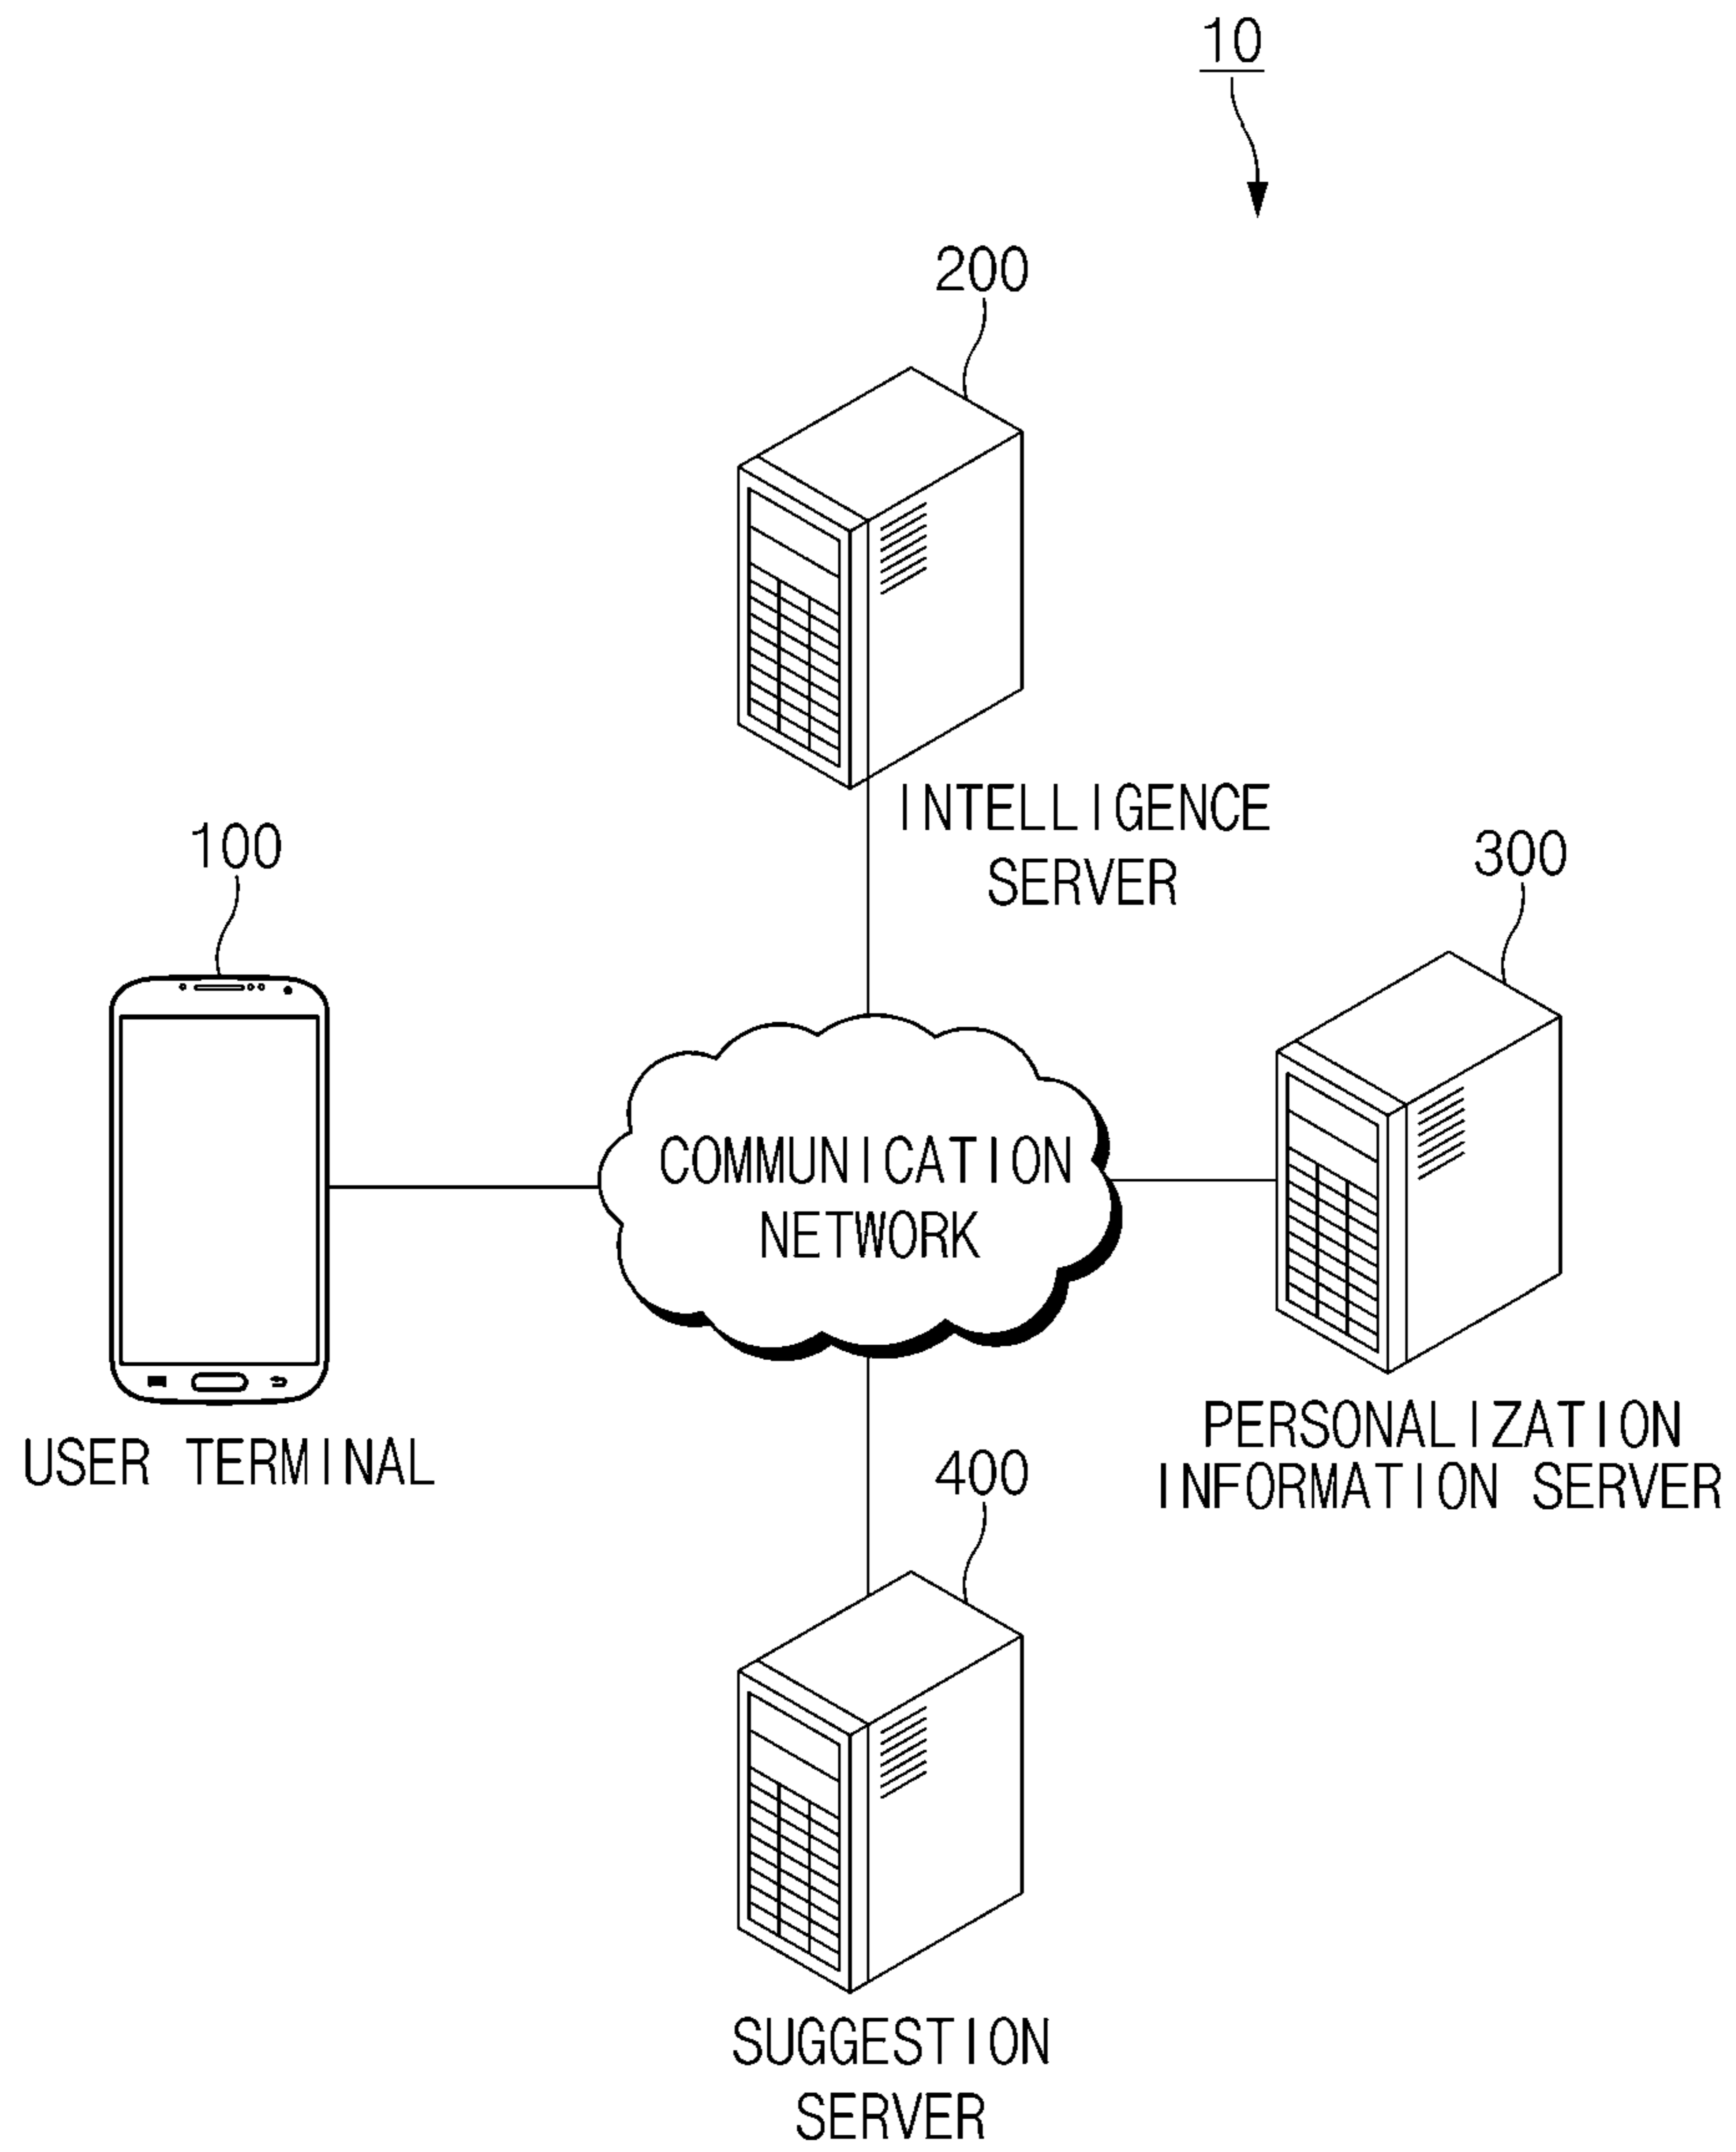 10
200
INTELLIGENCE
SERVER
100
300
COMMUNICATION
NETWORK
USER TERMINAL
PERSONALIZATION
INFORMATION SERVER
400
SUGGESTION
SERVER